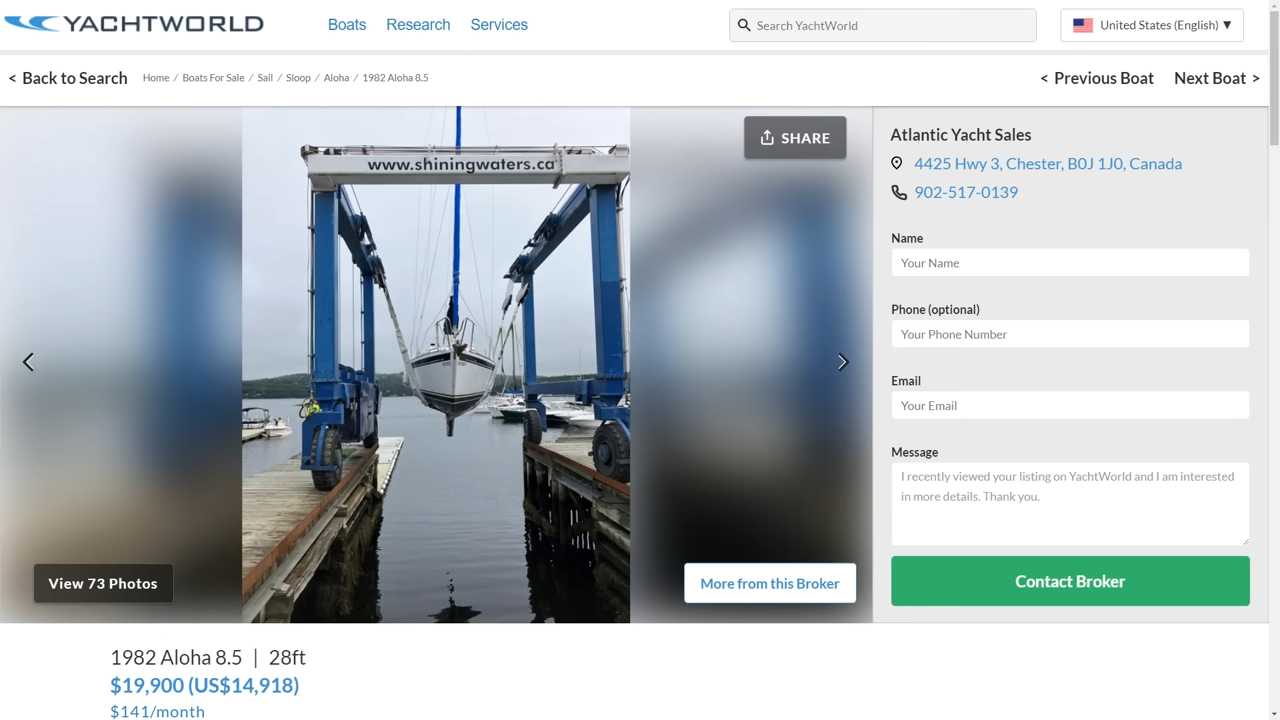 YACHTWORLD
Boats
Research
Services
Search YachtWorld
United States (English) ▼
< Back to Search
Home / Boats For Sale / Sail / Sloop / Aloha / 1982 Aloha 8.5
< Previous Boat
Next Boat >
www.shiningwaters.ca
SHARE
View 73 Photos
More from this Broker
Atlantic Yacht Sales
4425 Hwy 3, Chester, B0J 1J0, Canada
902-517-0139
Name
Your Name
Phone (optional)
Your Phone Number
Email
Your Email
Message
I recently viewed your listing on YachtWorld and I am interested
in more details. Thank you.
Contact Broker
1982 Aloha 8.5 | 28ft
$19,900 (US$14,918)
$141/month